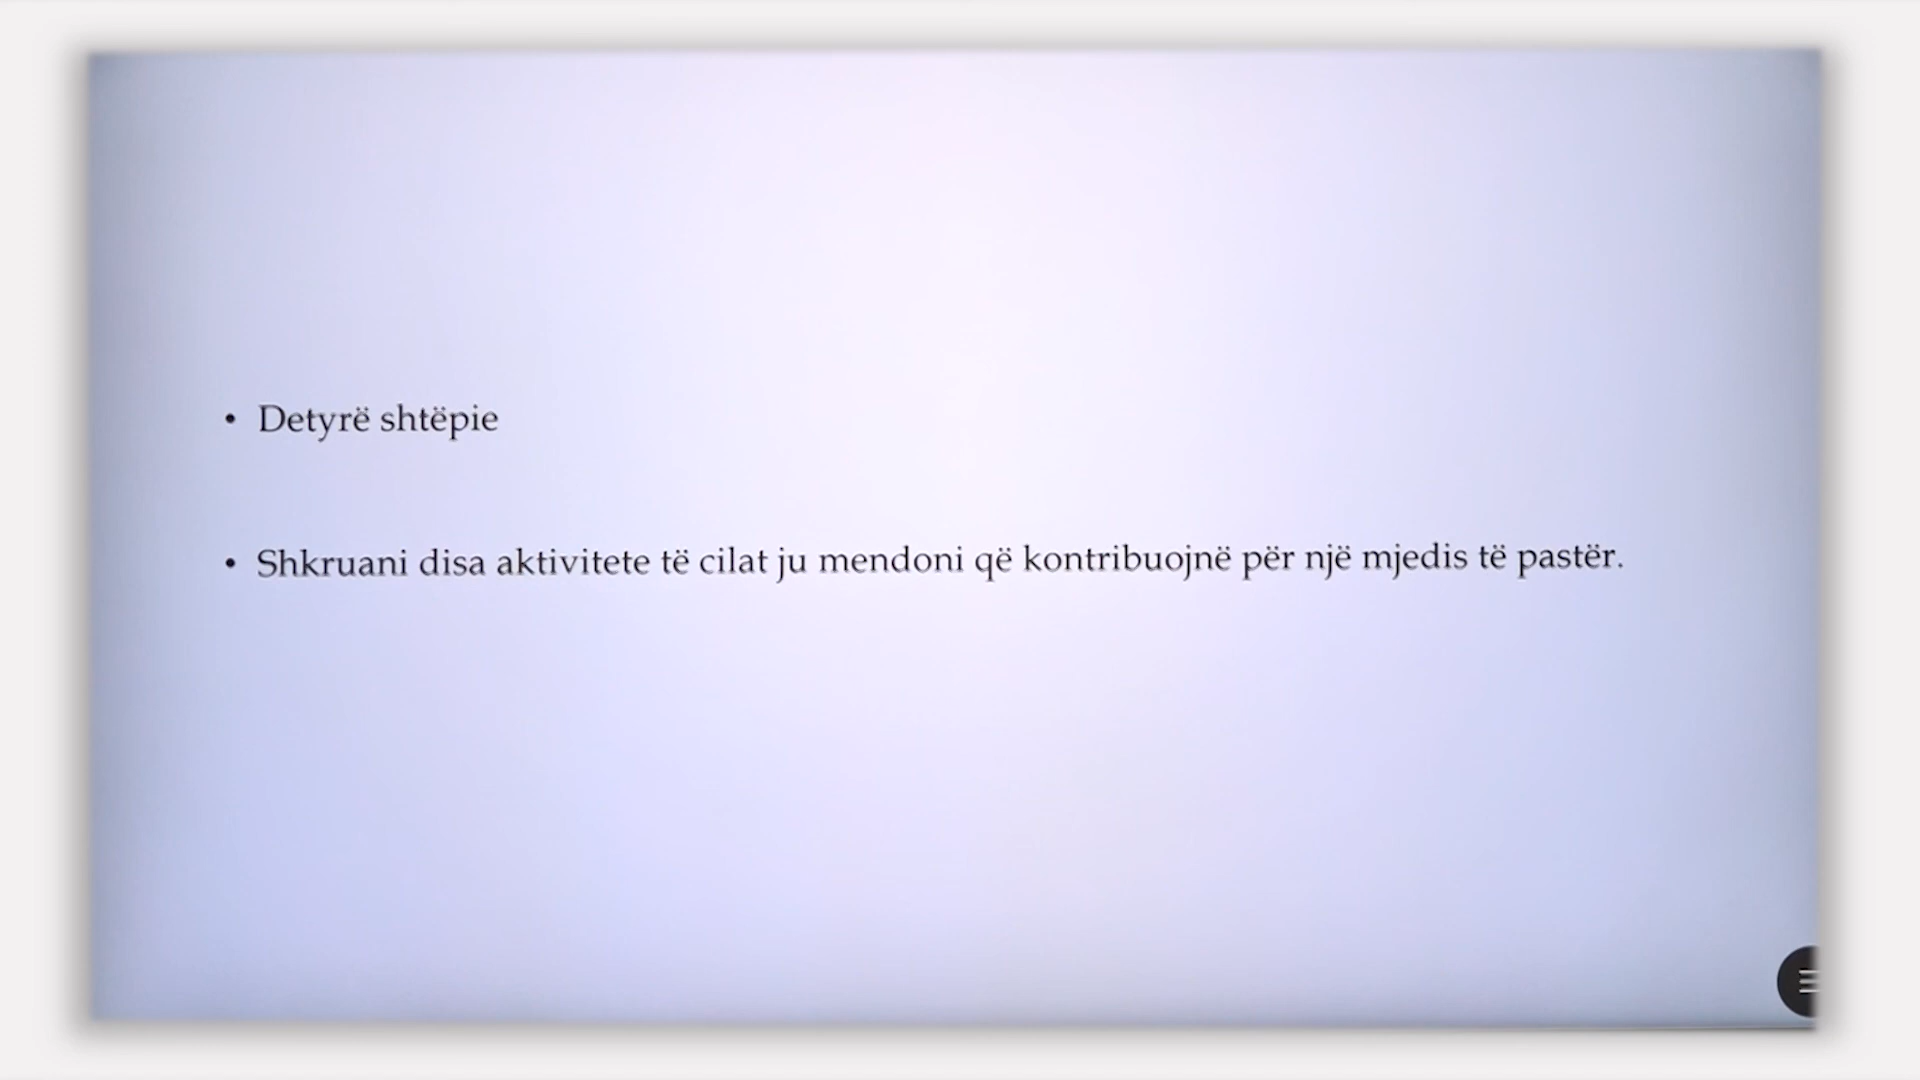 • Detyrë shtëpie
• Shkruani disa aktivitete të cilat ju mendoni që kontribuojnë për një mjedis të pastër.